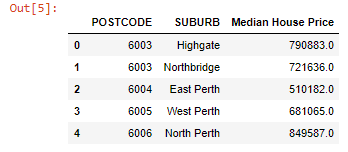 Out[5]:
POSTCODE SUBURB Median House Price
0 6003 Highgate 790883.0
1 6003 Northbridge 721636.0
2 6004 East Perth 510182.0
3 6005 West Perth 681065.0
4 6006 North Perth 849587.0